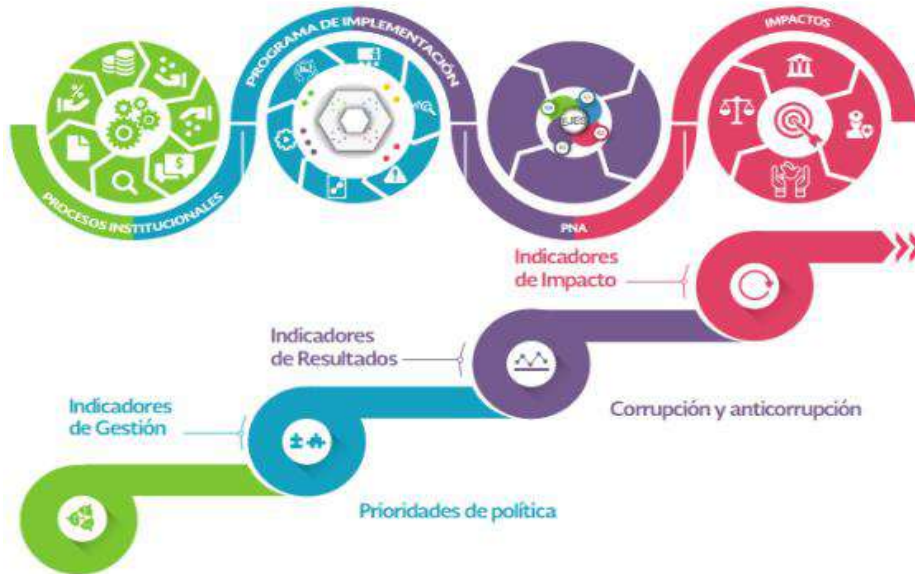 PROCESOS INSTITUCIONALES
PROGRAMA DE IMPLEMENTACIÓN
PNA
IMPACTOS
Indicadores
de Impacto
Indicadores
de Resultados
Corrupción y anticorrupción
Indicadores
de Gestión
Prioridades de política